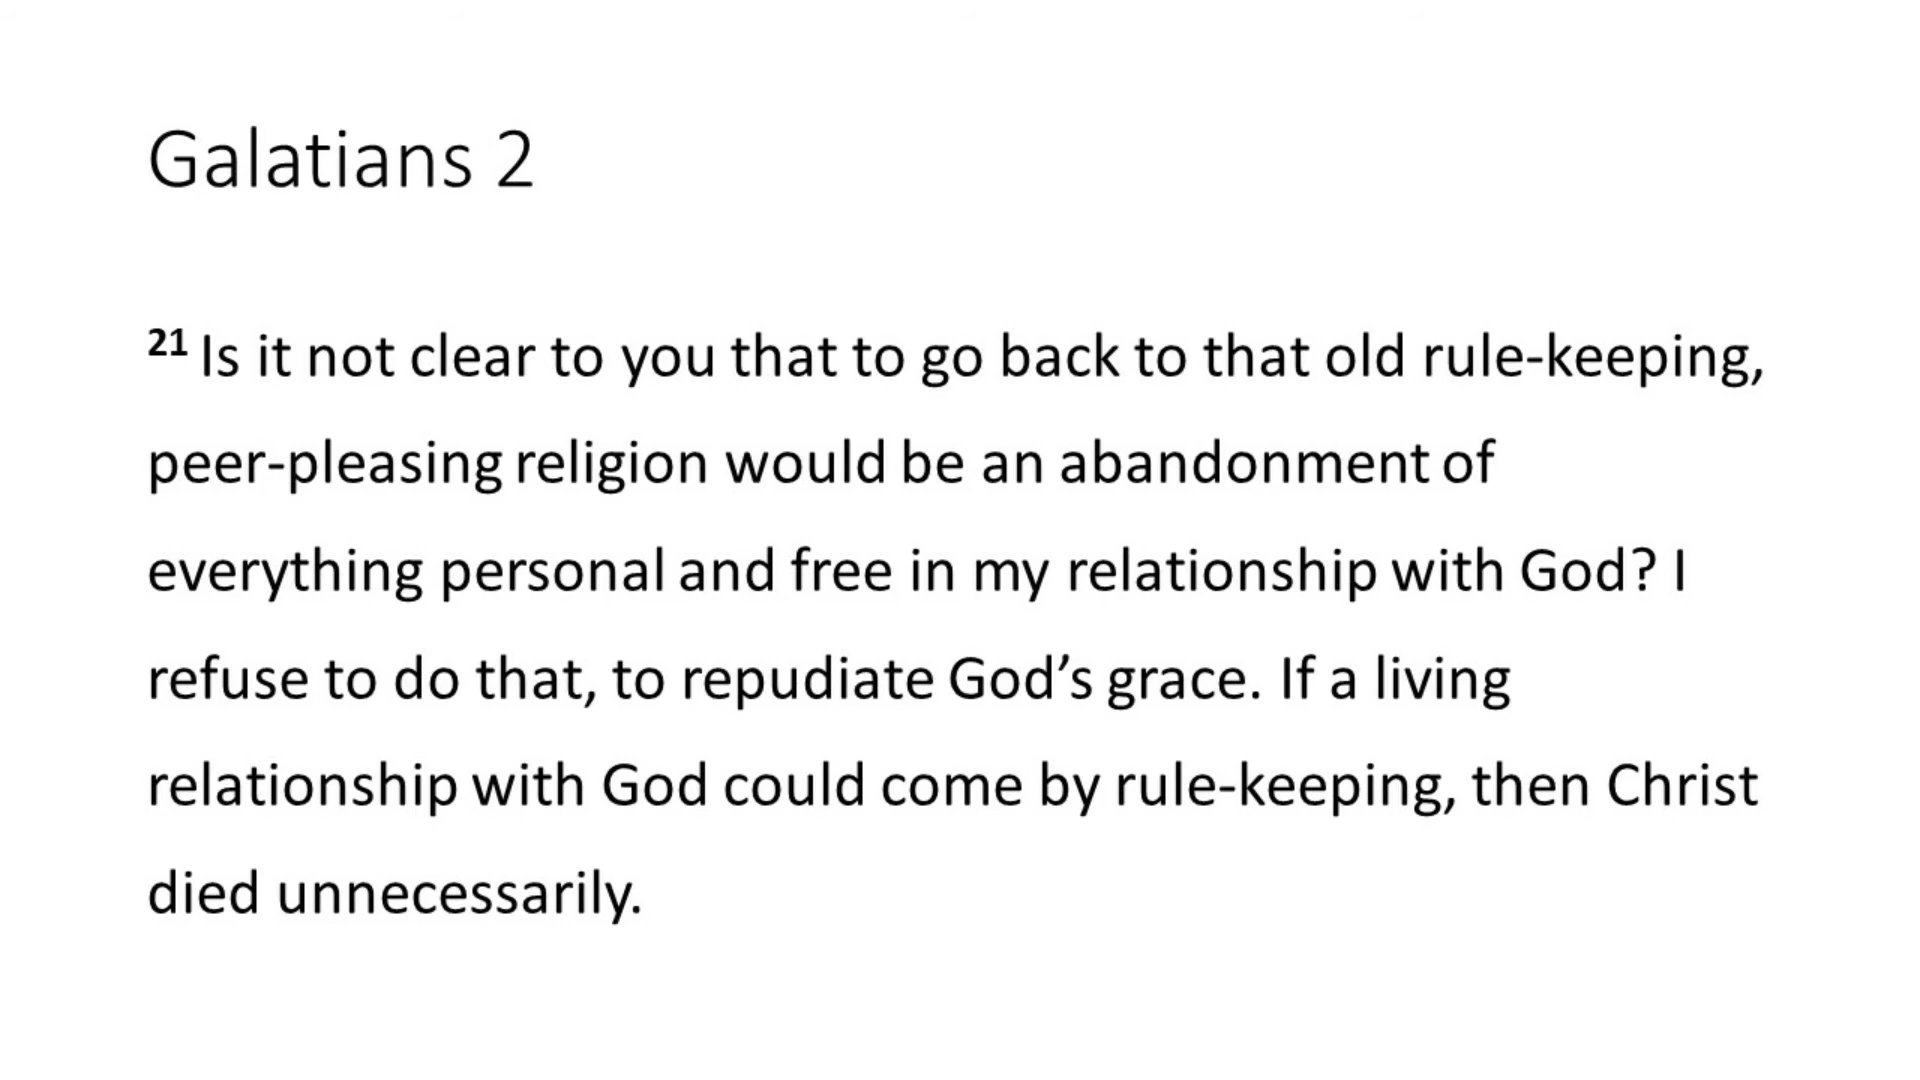 Galatians 2
21 Is it not clear to you that to go back to that old rule-keeping,
peer-pleasing religion would be an abandonment of
everything personal and free in my relationship with God? I
refuse to do that, to repudiate God’s grace. If a living
relationship with God could come by rule-keeping, then Christ
died unnecessarily.